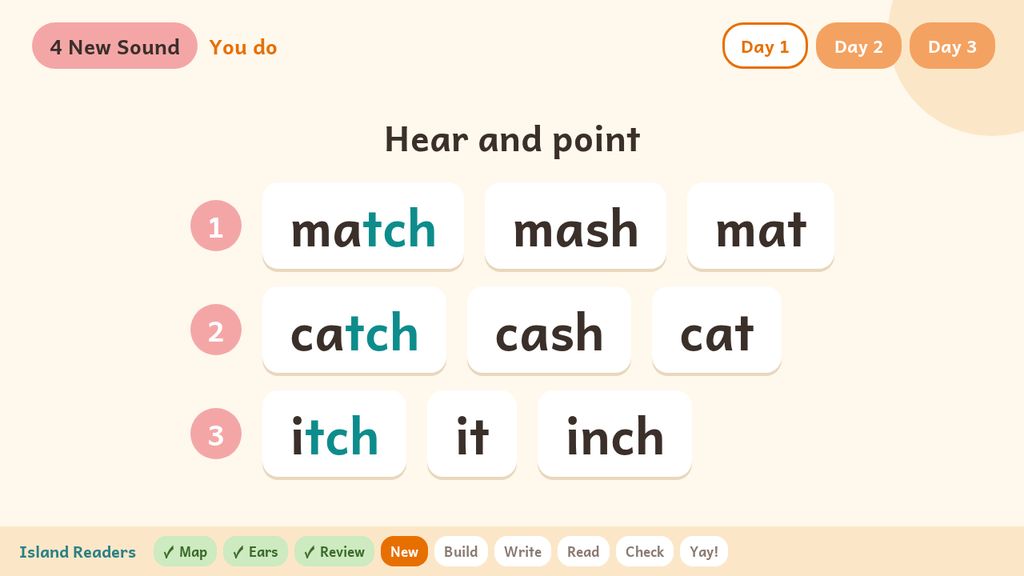 4 New Sound You do Day 1 Day 2 Day 3
Hear and point
1 match mash mat
2 catch cash cat
3 itch it inch
Island Readers ✓ Map ✓ Ears ✓ Review New Build Write Read Check Yay!